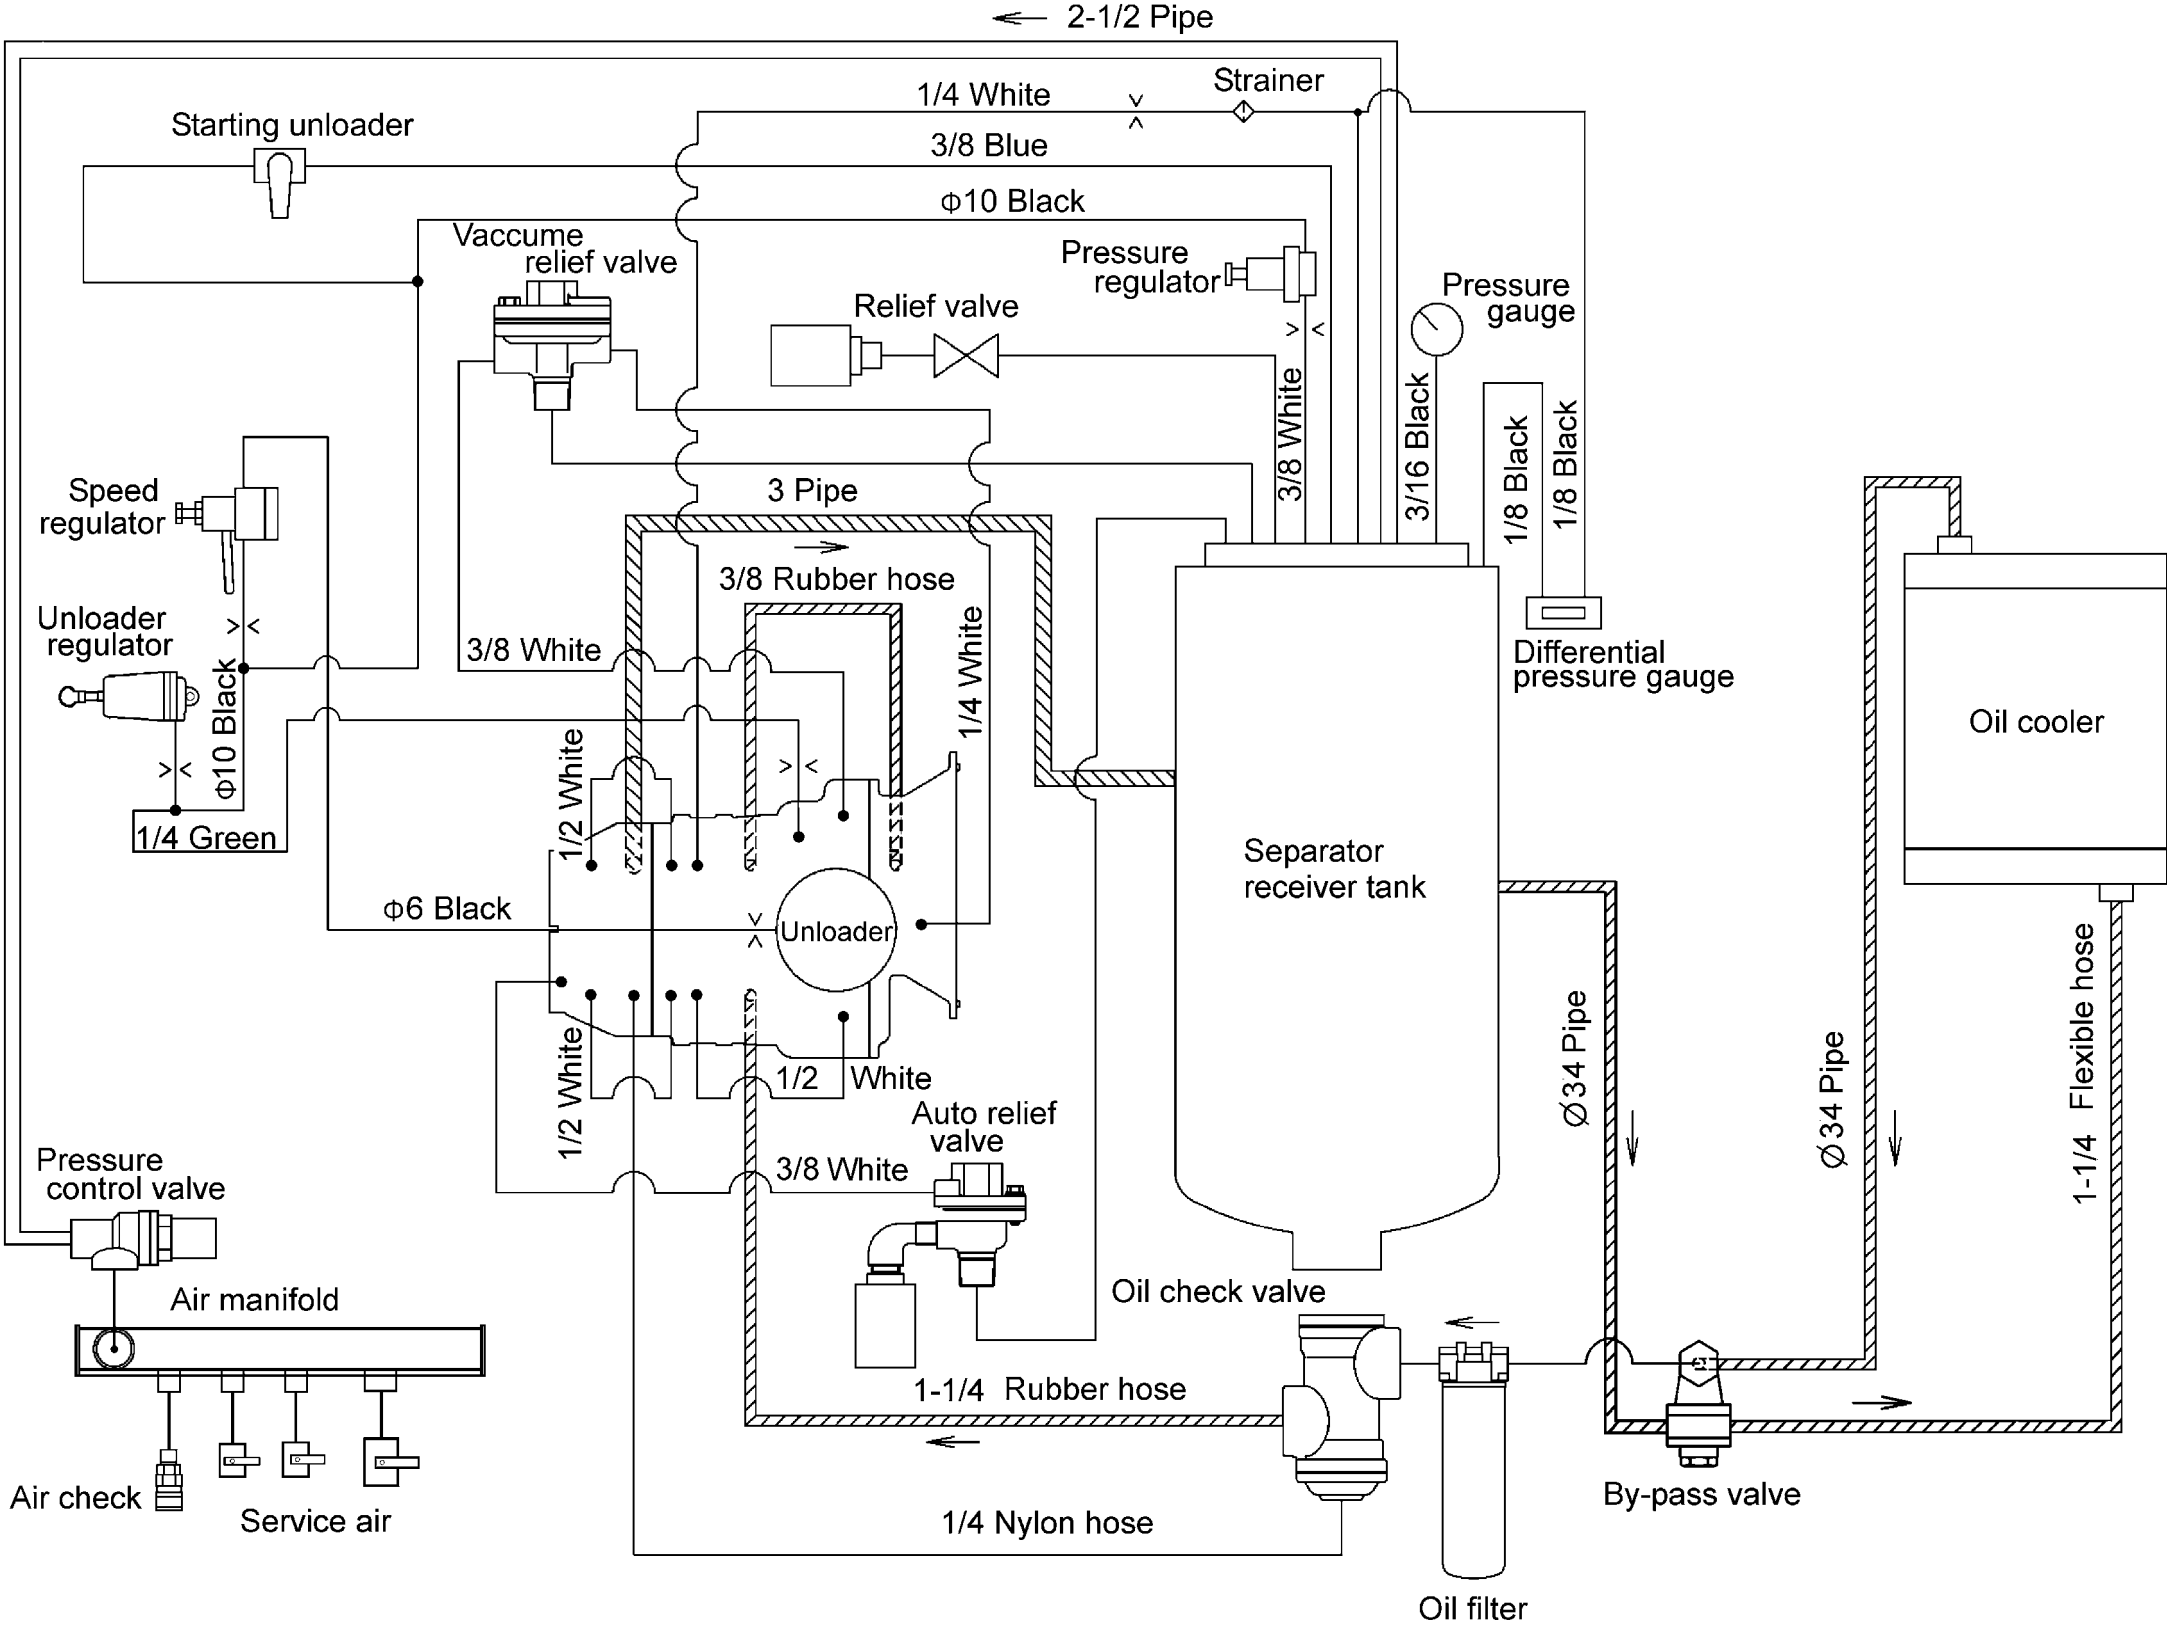 2-1/2 Pipe
Strainer
1/4 White
Starting unloader
3/8 Blue
Φ10 Black
Vaccume
relief valve
Pressure
regulator
Pressure
gauge
Relief valve
3/8 White
3/16 Black
1/8 Black
1/8 Black
Speed
regulator
3 Pipe
3/8 Rubber hose
Unloader
regulator
3/8 White
1/4 White
Differential
pressure gauge
Φ10 Black
Oil cooler
1/2 White
1/4 Green
Separator
receiver tank
Φ6 Black
Unloader
1-1/4 Flexible hose
Ø34 Pipe
Ø34 Pipe
1/2 White
1/2 White
Auto relief
valve
3/8 White
Pressure
control valve
Air manifold
Oil check valve
1-1/4 Rubber hose
Air check
Service air
By-pass valve
1/4 Nylon hose
Oil filter